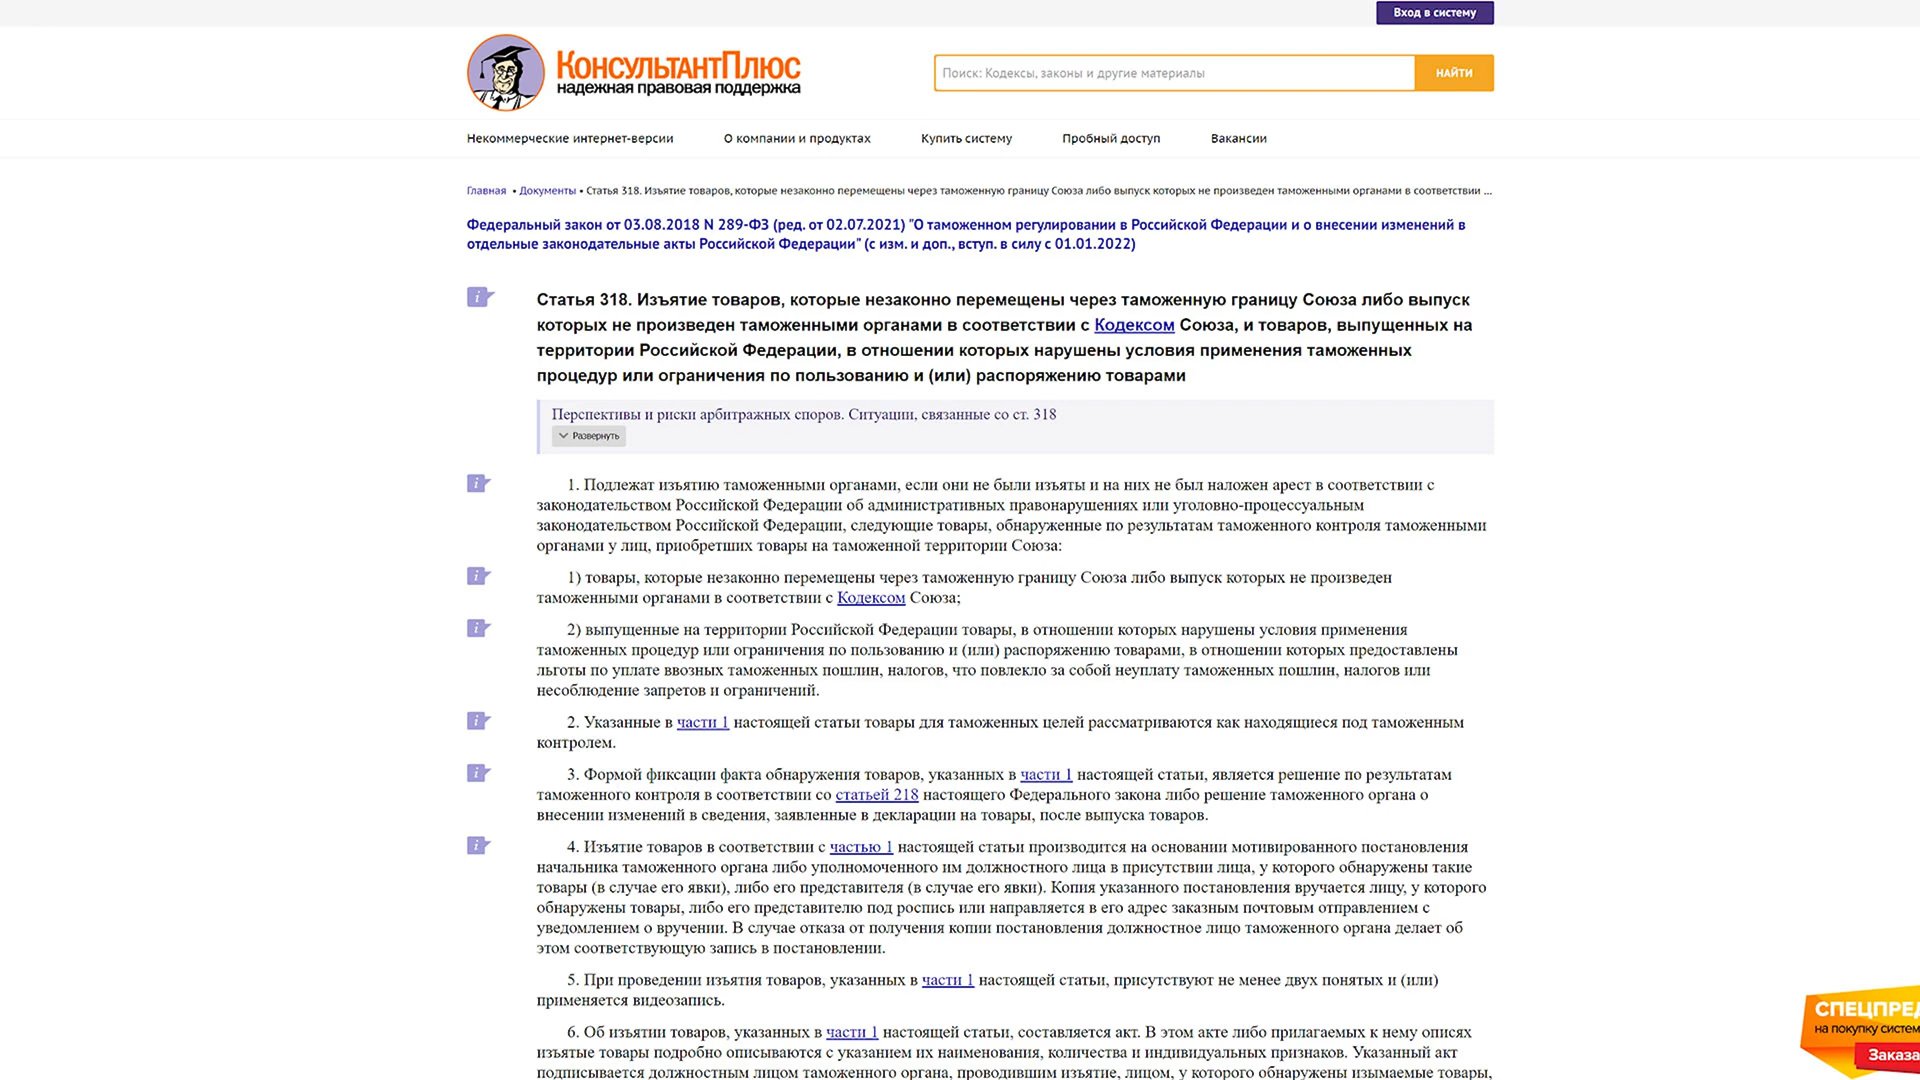 Вход в систему
КонсультантПлюс
надежная правовая поддержка
Поиск: Кодексы, законы и другие материалы
НАЙТИ
Некоммерческие интернет-версии О компании и продуктах Купить систему Пробный доступ Вакансии
Главная • Документы • Статья 318. Изъятие товаров, которые незаконно перемещены через таможенную границу Союза либо выпуск которых не произведен таможенными органами в соответствии ...
Федеральный закон от 03.08.2018 N 289-ФЗ (ред. от 02.07.2021) "О таможенном регулировании в Российской Федерации и о внесении изменений в
отдельные законодательные акты Российской Федерации" (с изм. и доп., вступ. в силу с 01.01.2022)
Статья 318. Изъятие товаров, которые незаконно перемещены через таможенную границу Союза либо выпуск
которых не произведен таможенными органами в соответствии с Кодексом Союза, и товаров, выпущенных на
территории Российской Федерации, в отношении которых нарушены условия применения таможенных
процедур или ограничения по пользованию и (или) распоряжению товарами
Перспективы и риски арбитражных споров. Ситуации, связанные со ст. 318
Развернуть
1. Подлежат изъятию таможенными органами, если они не были изъяты и на них не был наложен арест в соответствии с
законодательством Российской Федерации об административных правонарушениях или уголовно-процессуальным
законодательством Российской Федерации, следующие товары, обнаруженные по результатам таможенного контроля таможенными
органами у лиц, приобретших товары на таможенной территории Союза:
1) товары, которые незаконно перемещены через таможенную границу Союза либо выпуск которых не произведен
таможенными органами в соответствии с Кодексом Союза;
2) выпущенные на территории Российской Федерации товары, в отношении которых нарушены условия применения
таможенных процедур или ограничения по пользованию и (или) распоряжению товарами, в отношении которых предоставлены
льготы по уплате ввозных таможенных пошлин, налогов, что повлекло за собой неуплату таможенных пошлин, налогов или
несоблюдение запретов и ограничений.
2. Указанные в части 1 настоящей статьи товары для таможенных целей рассматриваются как находящиеся под таможенным
контролем.
3. Формой фиксации факта обнаружения товаров, указанных в части 1 настоящей статьи, является решение по результатам
таможенного контроля в соответствии со статьей 218 настоящего Федерального закона либо решение таможенного органа о
внесении изменений в сведения, заявленные в декларации на товары, после выпуска товаров.
4. Изъятие товаров в соответствии с частью 1 настоящей статьи производится на основании мотивированного постановления
начальника таможенного органа либо уполномоченного им должностного лица в присутствии лица, у которого обнаружены такие
товары (в случае его явки), либо его представителя (в случае его явки). Копия указанного постановления вручается лицу, у которого
обнаружены товары, либо его представителю под роспись или направляется в его адрес заказным почтовым отправлением с
уведомлением о вручении. В случае отказа от получения копии постановления должностное лицо таможенного органа делает об
этом соответствующую запись в постановлении.
5. При проведении изъятия товаров, указанных в части 1 настоящей статьи, присутствуют не менее двух понятых и (или)
применяется видеозапись.
6. Об изъятии товаров, указанных в части 1 настоящей статьи, составляется акт. В этом акте либо прилагаемых к нему описях
изъятые товары подробно описываются с указанием их наименования, количества и индивидуальных признаков. Указанный акт
подписывается должностным лицом таможенного органа, проводившим изъятие, лицом, у которого обнаружены изымаемые товары,
СПЕЦПРЕД
на покупку систем
Заказа